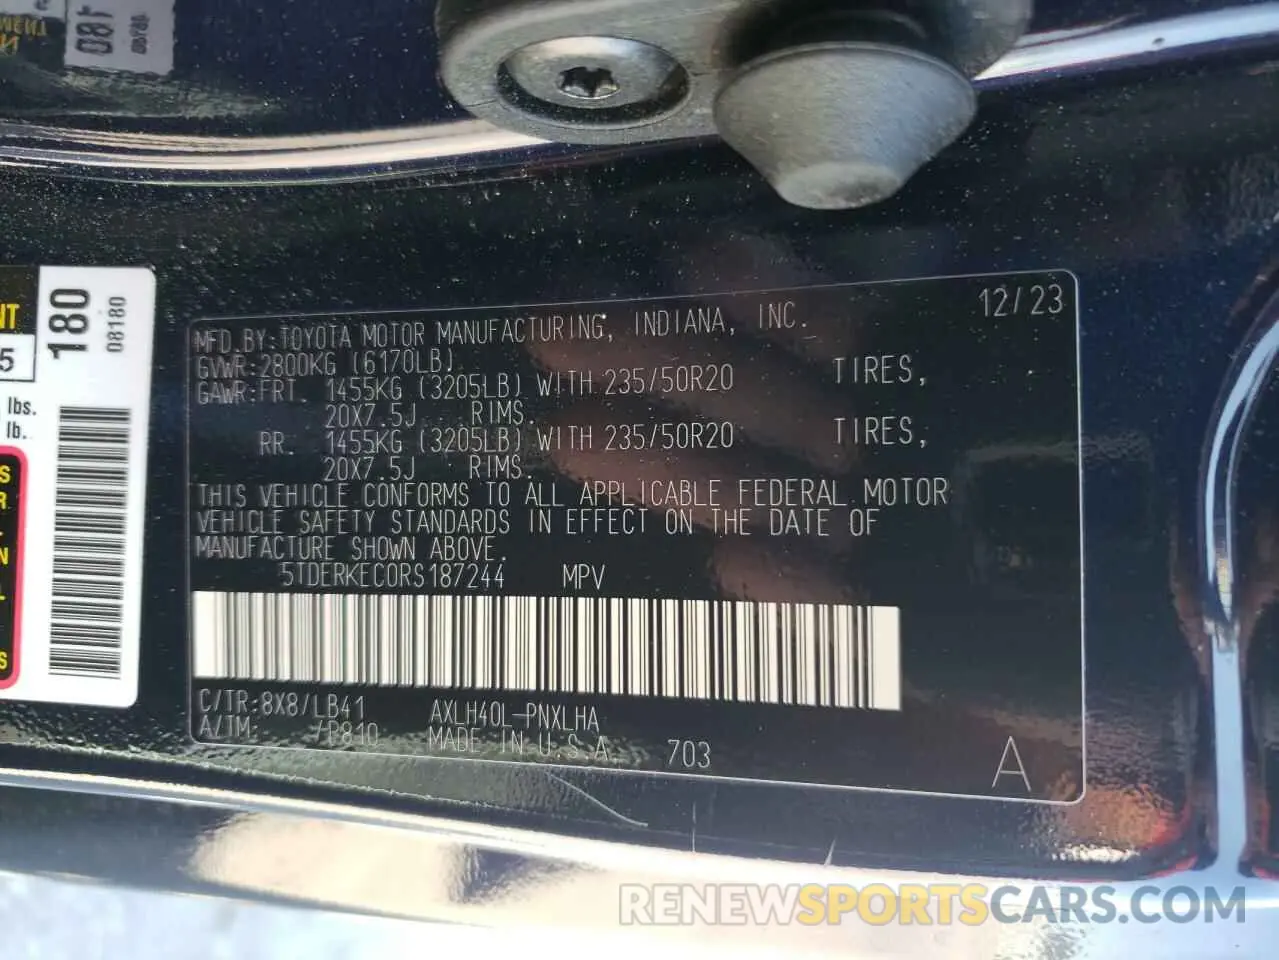 180
08180
NT
5
lbs.
lb.
S
R
N
L
S
12/23
MFD.BY:TOYOTA MOTOR MANUFACTURING, INDIANA, INC.
GVWR:2800KG (6170LB)
GAWR:FRT. 1455KG (3205LB) WITH 235/50R20 TIRES,
20X7.5J RIMS.
RR. 1455KG (3205LB) WITH 235/50R20 TIRES,
20X7.5J RIMS.
THIS VEHICLE CONFORMS TO ALL APPLICABLE FEDERAL MOTOR
VEHICLE SAFETY STANDARDS IN EFFECT ON THE DATE OF
MANUFACTURE SHOWN ABOVE.
5TDERKEC0RS187244 MPV
C/TR:8X8/LB41 AXLH40L-PNXLHA
A/TM: /P810 MADE IN U.S.A. 703
A
RENEWSPORTSCARS.COM